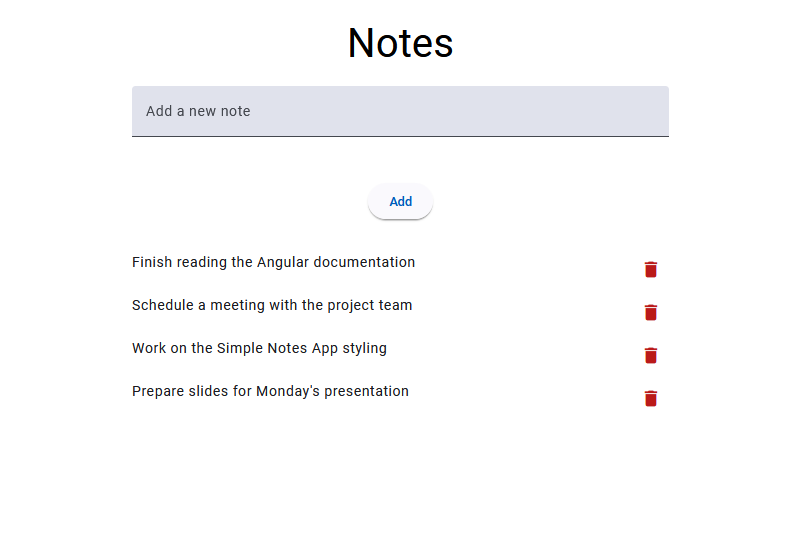 Notes
Add a new note
Add
Finish reading the Angular documentation
Schedule a meeting with the project team
Work on the Simple Notes App styling
Prepare slides for Monday's presentation